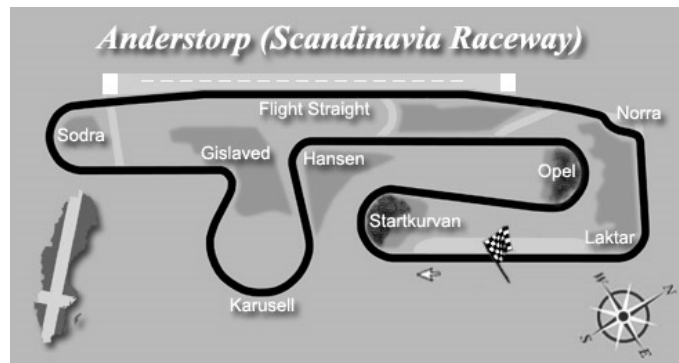 Anderstorp (Scandinavia Raceway)
Flight Straight
Norra
Sodra
Gislaved
Hansen
Opel
Startkurvan
Laktar
Karusell
W
N
S
E